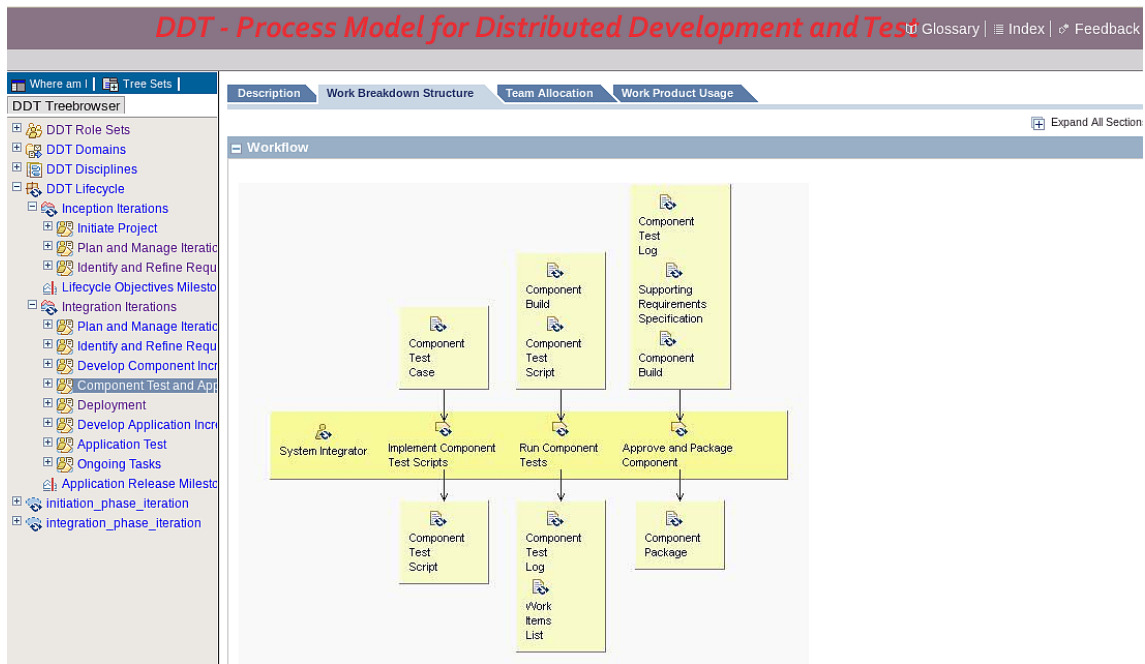 DDT - Process Model for Distributed Development and Test
Glossary
Index
Feedback
Where am I
Tree Sets
DDT Treebrowser
DDT Role Sets
DDT Domains
DDT Disciplines
DDT Lifecycle
Inception Iterations
Initiate Project
Plan and Manage Iteratio
Identify and Refine Requ
Lifecycle Objectives Milesto
Integration Iterations
Plan and Manage Iteratio
Identify and Refine Requ
Develop Component Incr
Component Test and App
Deployment
Develop Application Incre
Application Test
Ongoing Tasks
Application Release Milesto
initiation_phase_iteration
integration_phase_iteration
Description
Work Breakdown Structure
Team Allocation
Work Product Usage
Expand All Sections
Workflow
Component
Test
Case
Component
Build
Component
Test
Script
Component
Test
Log
Supporting
Requirements
Specification
Component
Build
System Integrator
Implement Component
Test Scripts
Run Component
Tests
Approve and Package
Component
Component
Test
Script
Component
Test
Log
Work
Items
List
Component
Package